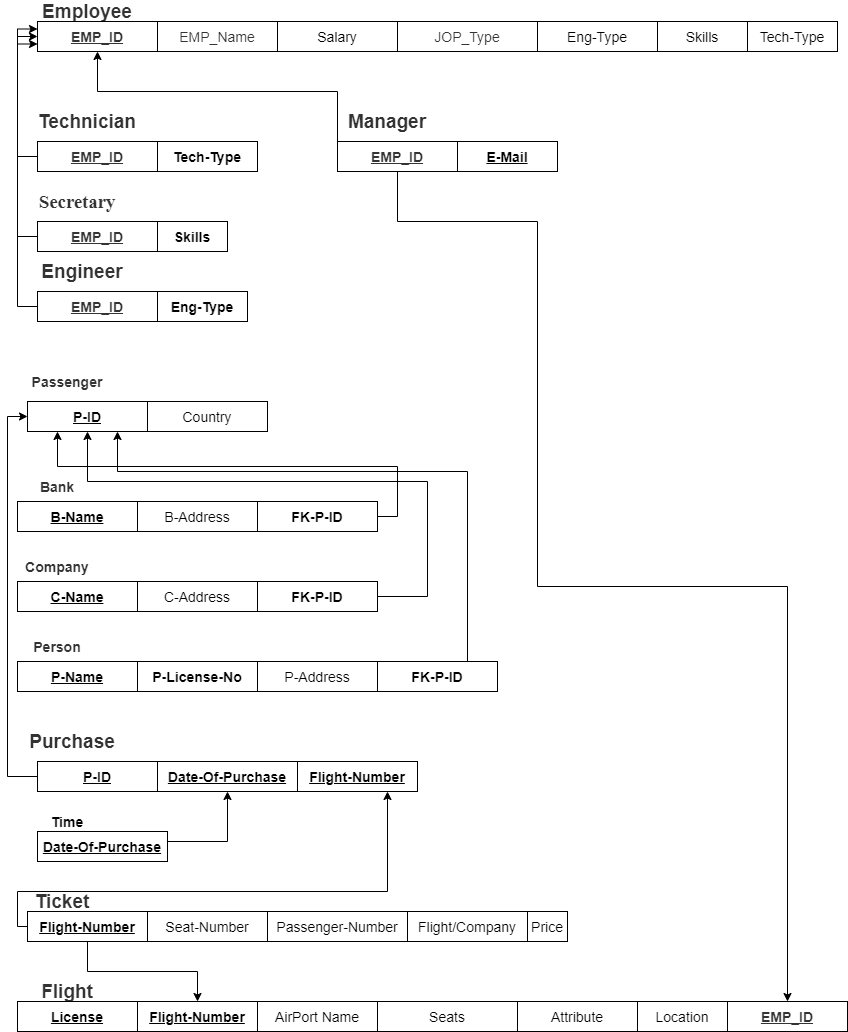 Employee
EMP_ID EMP_Name Salary JOP_Type Eng-Type Skills Tech-Type
Technician Manager
EMP_ID Tech-Type EMP_ID E-Mail
Secretary
EMP_ID Skills
Engineer
EMP_ID Eng-Type
Passenger
P-ID Country
Bank
B-Name B-Address FK-P-ID
Company
C-Name C-Address FK-P-ID
Person
P-Name P-License-No P-Address FK-P-ID
Purchase
P-ID Date-Of-Purchase Flight-Number
Time
Date-Of-Purchase
Ticket
Flight-Number Seat-Number Passenger-Number Flight/Company Price
Flight
License Flight-Number AirPort Name Seats Attribute Location EMP_ID